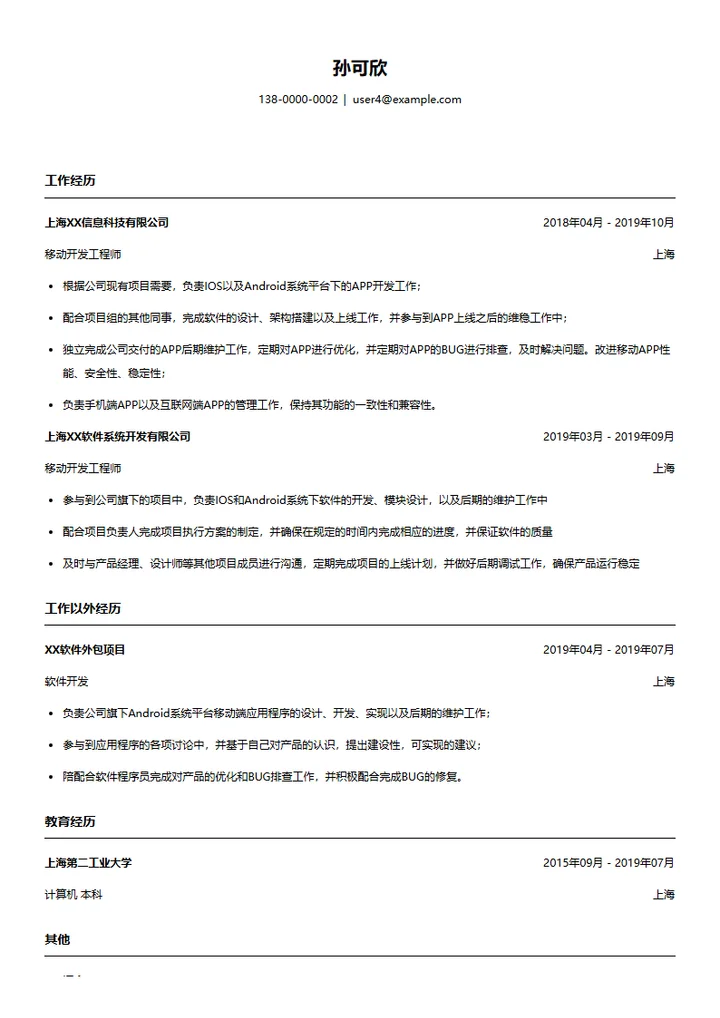 孙可欣
138-0000-0002 | user4@example.com
工作经历
上海XX信息科技有限公司 2018年04月 - 2019年10月
移动开发工程师 上海
• 根据公司现有项目需要，负责IOS以及Android系统平台下的APP开发工作；
• 配合项目组的其他同事，完成软件的设计、架构搭建以及上线工作，并参与到APP上线之后的维稳工作中；
• 独立完成公司交付的APP后期维护工作，定期对APP进行优化，并定期对APP的BUG进行排查，及时解决问题。改进移动APP性
能、安全性、稳定性；
• 负责手机端APP以及互联网端APP的管理工作，保持其功能的一致性和兼容性。
上海XX软件系统开发有限公司 2019年03月 - 2019年09月
移动开发工程师 上海
• 参与到公司旗下的项目中，负责IOS和Android系统下软件的开发、模块设计，以及后期的维护工作中
• 配合项目负责人完成项目执行方案的制定，并确保在规定的时间内完成相应的进度，并保证软件的质量
• 及时与产品经理、设计师等其他项目成员进行沟通，定期完成项目的上线计划，并做好后期调试工作，确保产品运行稳定
工作以外经历
XX软件外包项目 2019年04月 - 2019年07月
软件开发 上海
• 负责公司旗下Android系统平台移动端应用程序的设计、开发、实现以及后期的维护工作；
• 参与到应用程序的各项讨论中，并基于自己对产品的认识，提出建设性，可实现的建议；
• 陪配合软件程序员完成对产品的优化和BUG排查工作，并积极配合完成BUG的修复。
教育经历
上海第二工业大学 2015年09月 - 2019年07月
计算机 本科 上海
其他